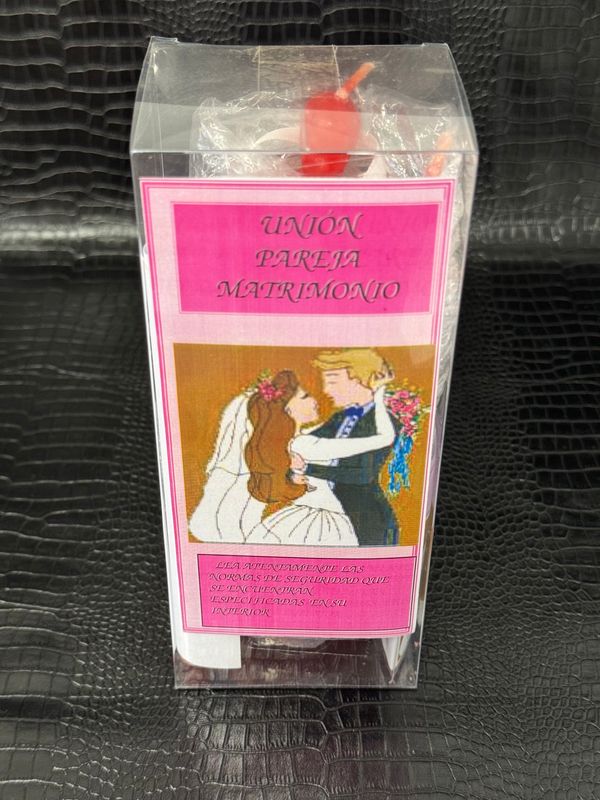 UNIÓN
PAREJA
MATRIMONIO
LEA ATENTAMENTE LAS
NORMAS DE SEGURIDAD QUE
SE ENCUENTRAN
ESPECIFICADAS EN SU
INTERIOR